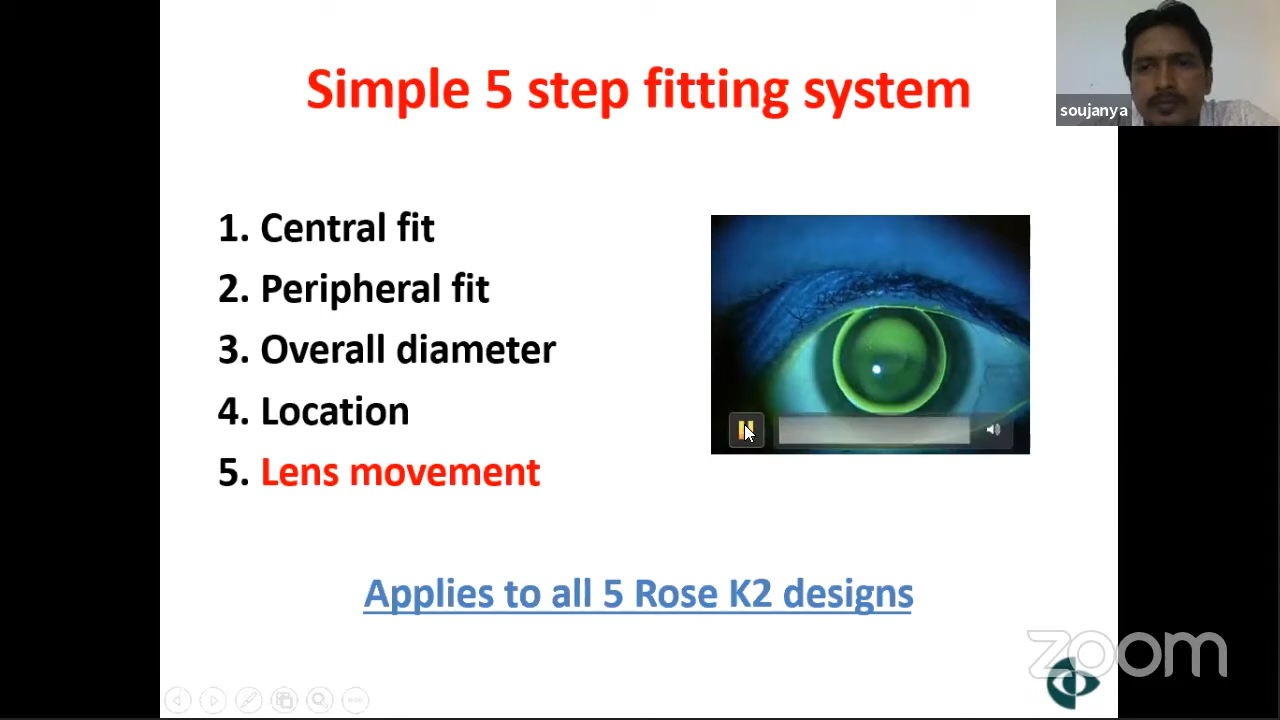 Simple 5 step fitting system
soujanya
1. Central fit
2. Peripheral fit
3. Overall diameter
4. Location
5. Lens movement
Applies to all 5 Rose K2 designs
zoom